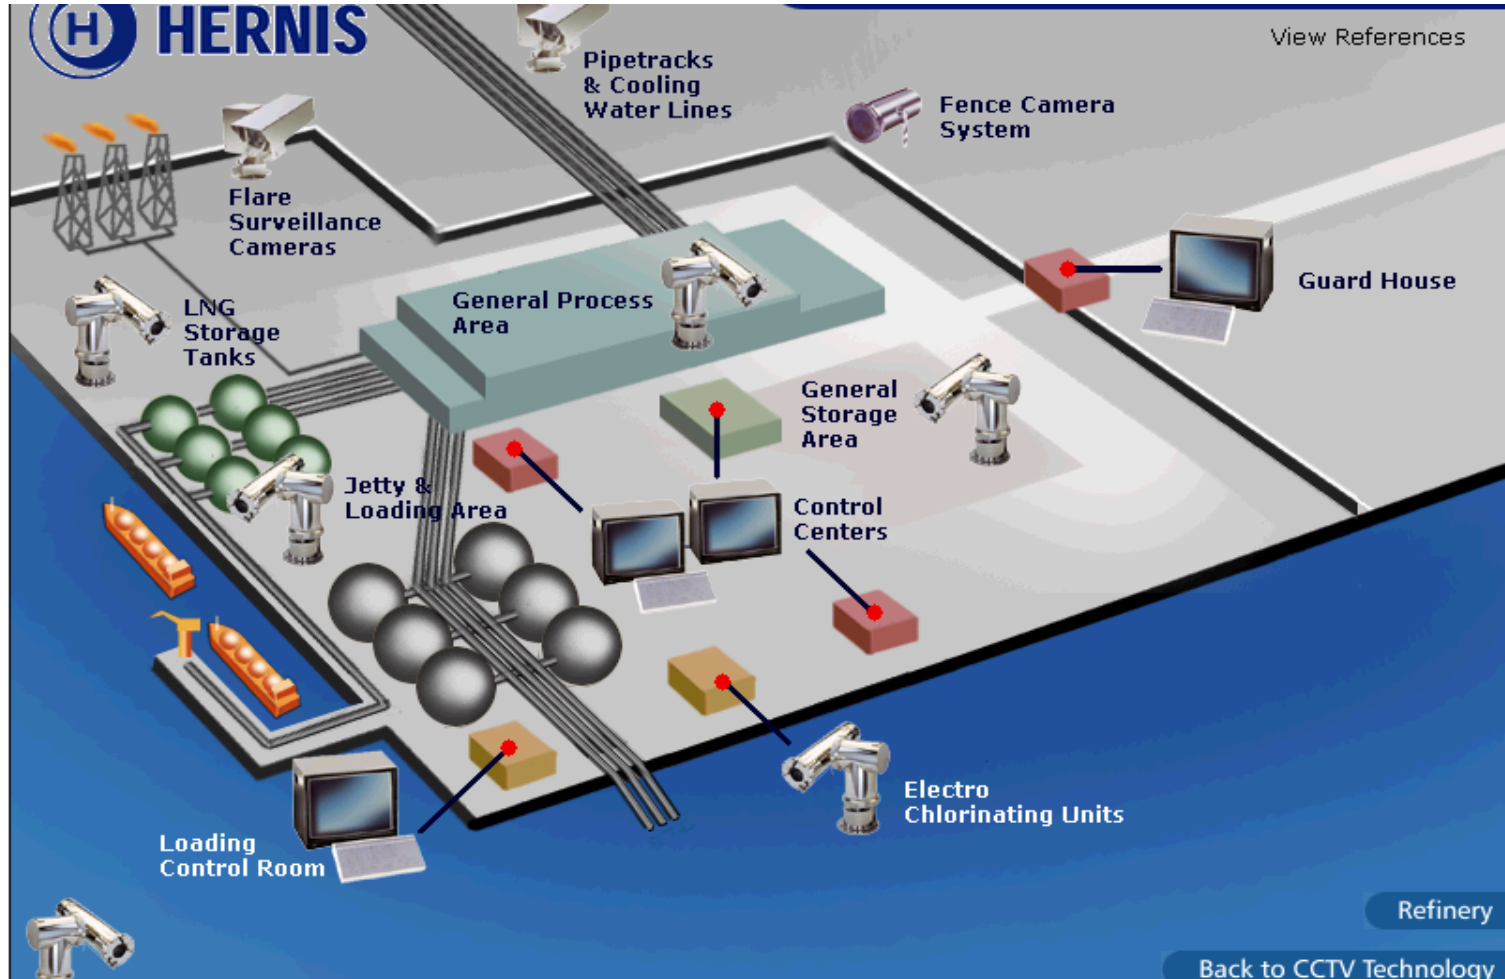 H HERNIS
View References
Pipetracks
& Cooling
Water Lines
Fence Camera
System
Flare
Surveillance
Cameras
Guard House
LNG
Storage
Tanks
General Process
Area
General
Storage
Area
Jetty &
Loading Area
Control
Centers
Electro
Chlorinating Units
Loading
Control Room
Refinery
Back to CCTV Technology